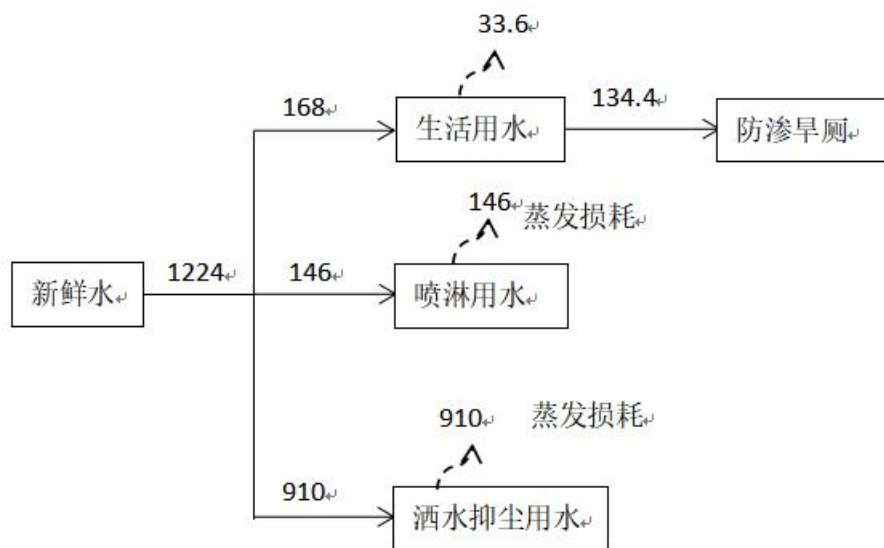 33.6
168
134.4
生活用水
防渗旱厕
146
蒸发损耗
新鲜水
1224
146
喷淋用水
910
蒸发损耗
910
洒水抑尘用水